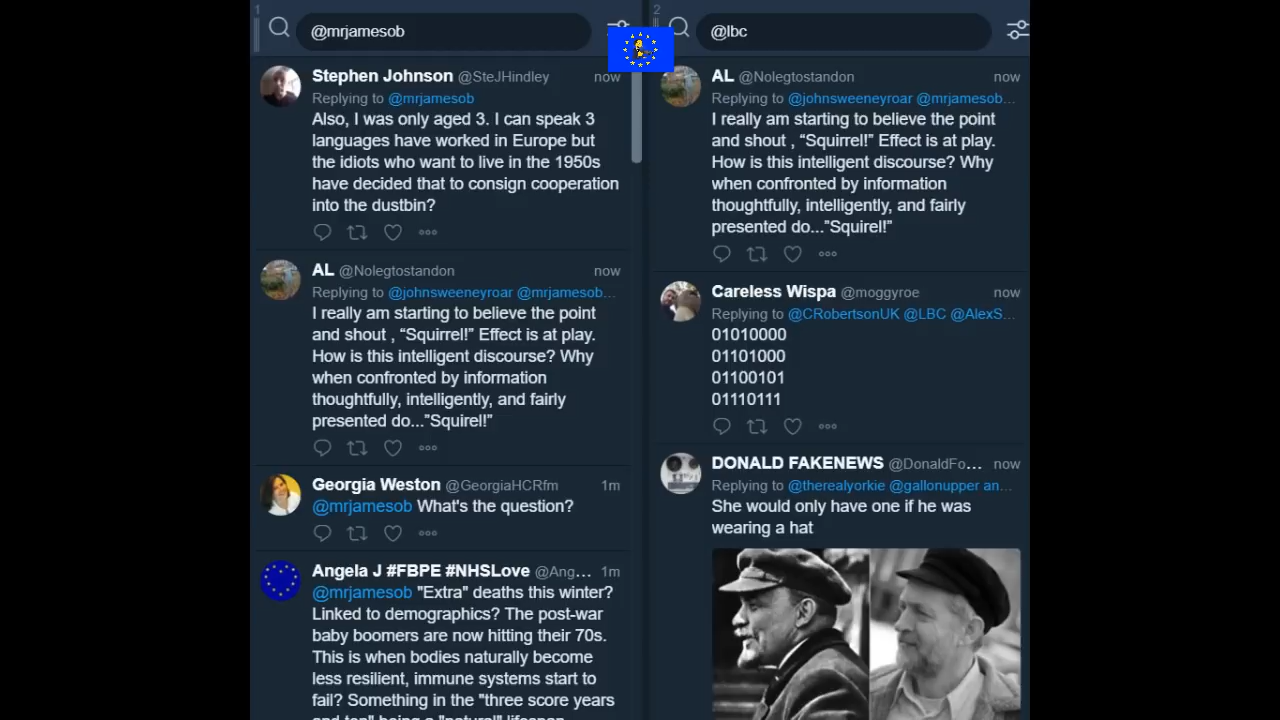 1
@mrjamesob
Stephen Johnson @SteJHindley now
Replying to @mrjamesob
Also, I was only aged 3. I can speak 3
languages have worked in Europe but
the idiots who want to live in the 1950s
have decided that to consign cooperation
into the dustbin?
AL @Nolegtostandon now
Replying to @johnsweeneyroar @mrjamesob...
I really am starting to believe the point
and shout , “Squirrel!” Effect is at play.
How is this intelligent discourse? Why
when confronted by information
thoughtfully, intelligently, and fairly
presented do...”Squirel!”
Georgia Weston @GeorgiaHCRfm 1m
@mrjamesob What's the question?
Angela J #FBPE #NHSLove @Ang... 1m
@mrjamesob "Extra" deaths this winter?
Linked to demographics? The post-war
baby boomers are now hitting their 70s.
This is when bodies naturally become
less resilient, immune systems start to
fail? Something in the "three score years
and ten" being a "natural" lifespan
2
@lbc
AL @Nolegtostandon now
Replying to @johnsweeneyroar @mrjamesob...
I really am starting to believe the point
and shout , “Squirrel!” Effect is at play.
How is this intelligent discourse? Why
when confronted by information
thoughtfully, intelligently, and fairly
presented do...”Squirel!”
Careless Wispa @moggyroe now
Replying to @CRobertsonUK @LBC @AlexS...
01010000
01101000
01100101
01110111
DONALD FAKENEWS @DonaldFo... now
Replying to @therealyorkie @gallonupper an...
She would only have one if he was
wearing a hat